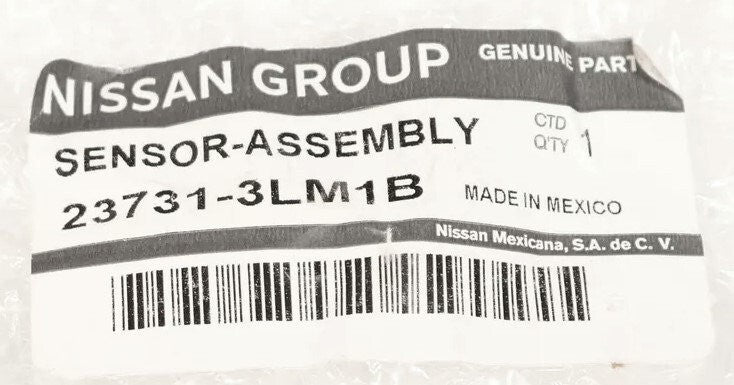 NISSAN GROUP GENUINE PART
SENSOR-ASSEMBLY CTD
Q'TY 1
23731-3LM1B MADE IN MEXICO
Nissan Mexicana, S.A. de C. V.